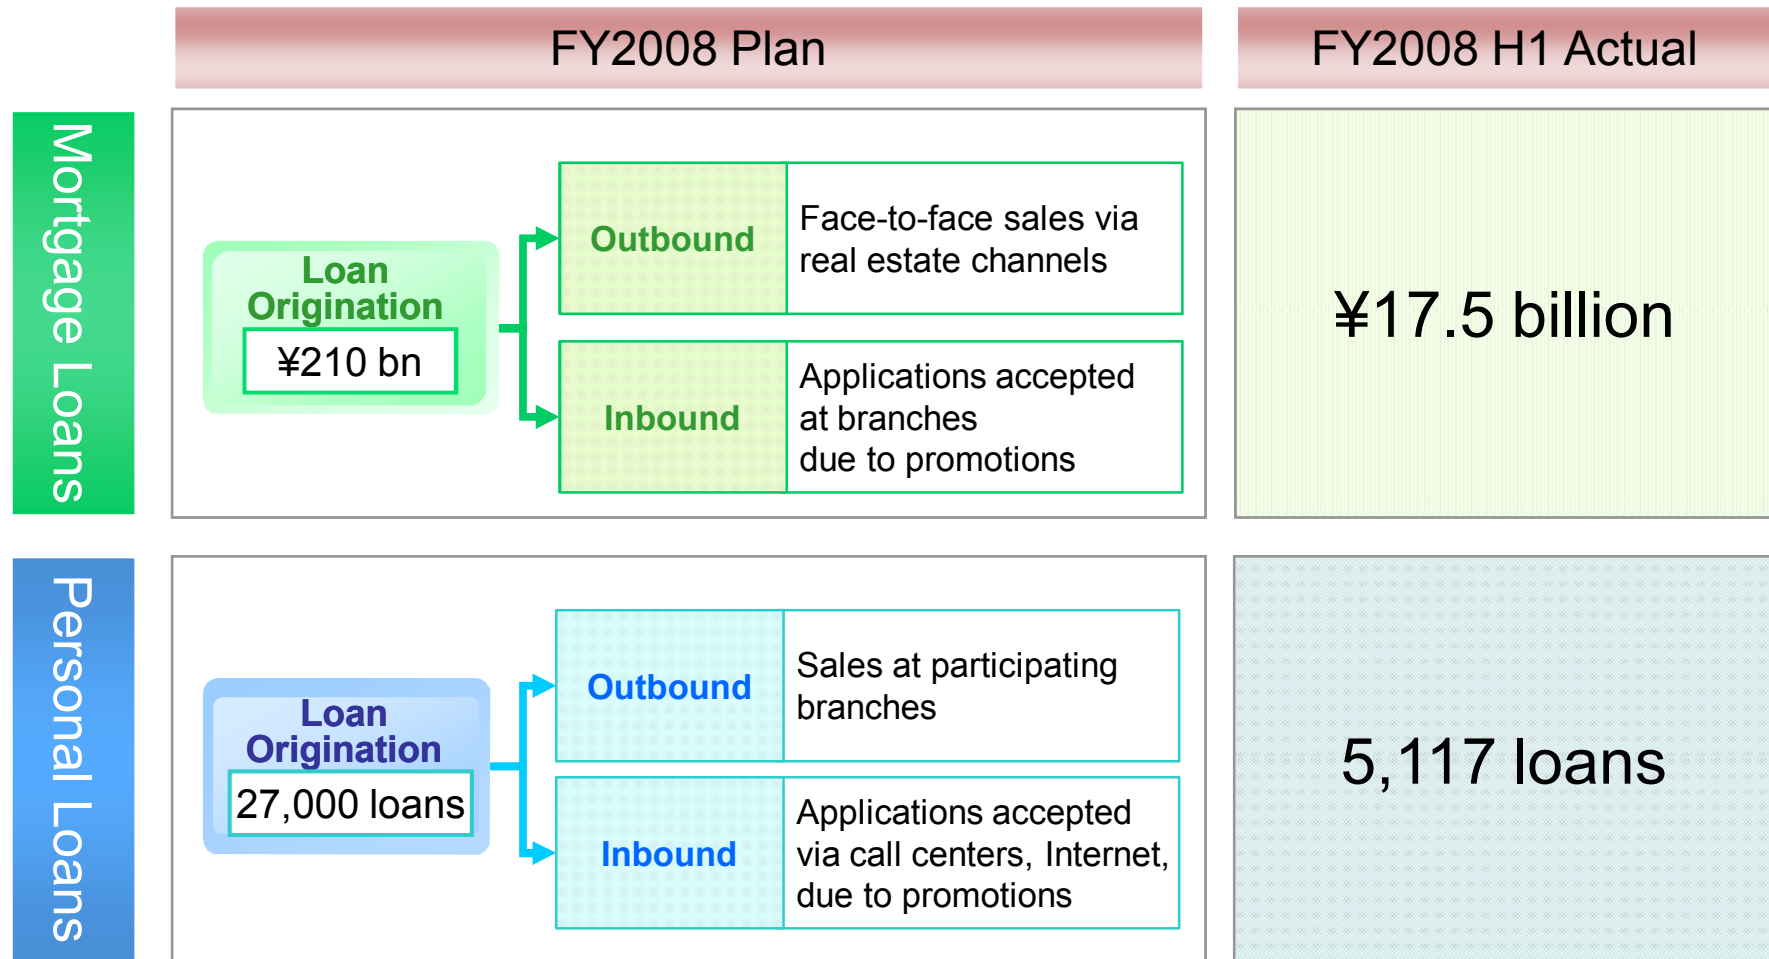 FY2008 Plan
FY2008 H1 Actual
Mortgage Loans
Loan
Origination
¥210 bn
Outbound
Face-to-face sales via
real estate channels
Inbound
Applications accepted
at branches
due to promotions
¥17.5 billion
Personal Loans
Loan
Origination
27,000 loans
Outbound
Sales at participating
branches
Inbound
Applications accepted
via call centers, Internet,
due to promotions
5,117 loans